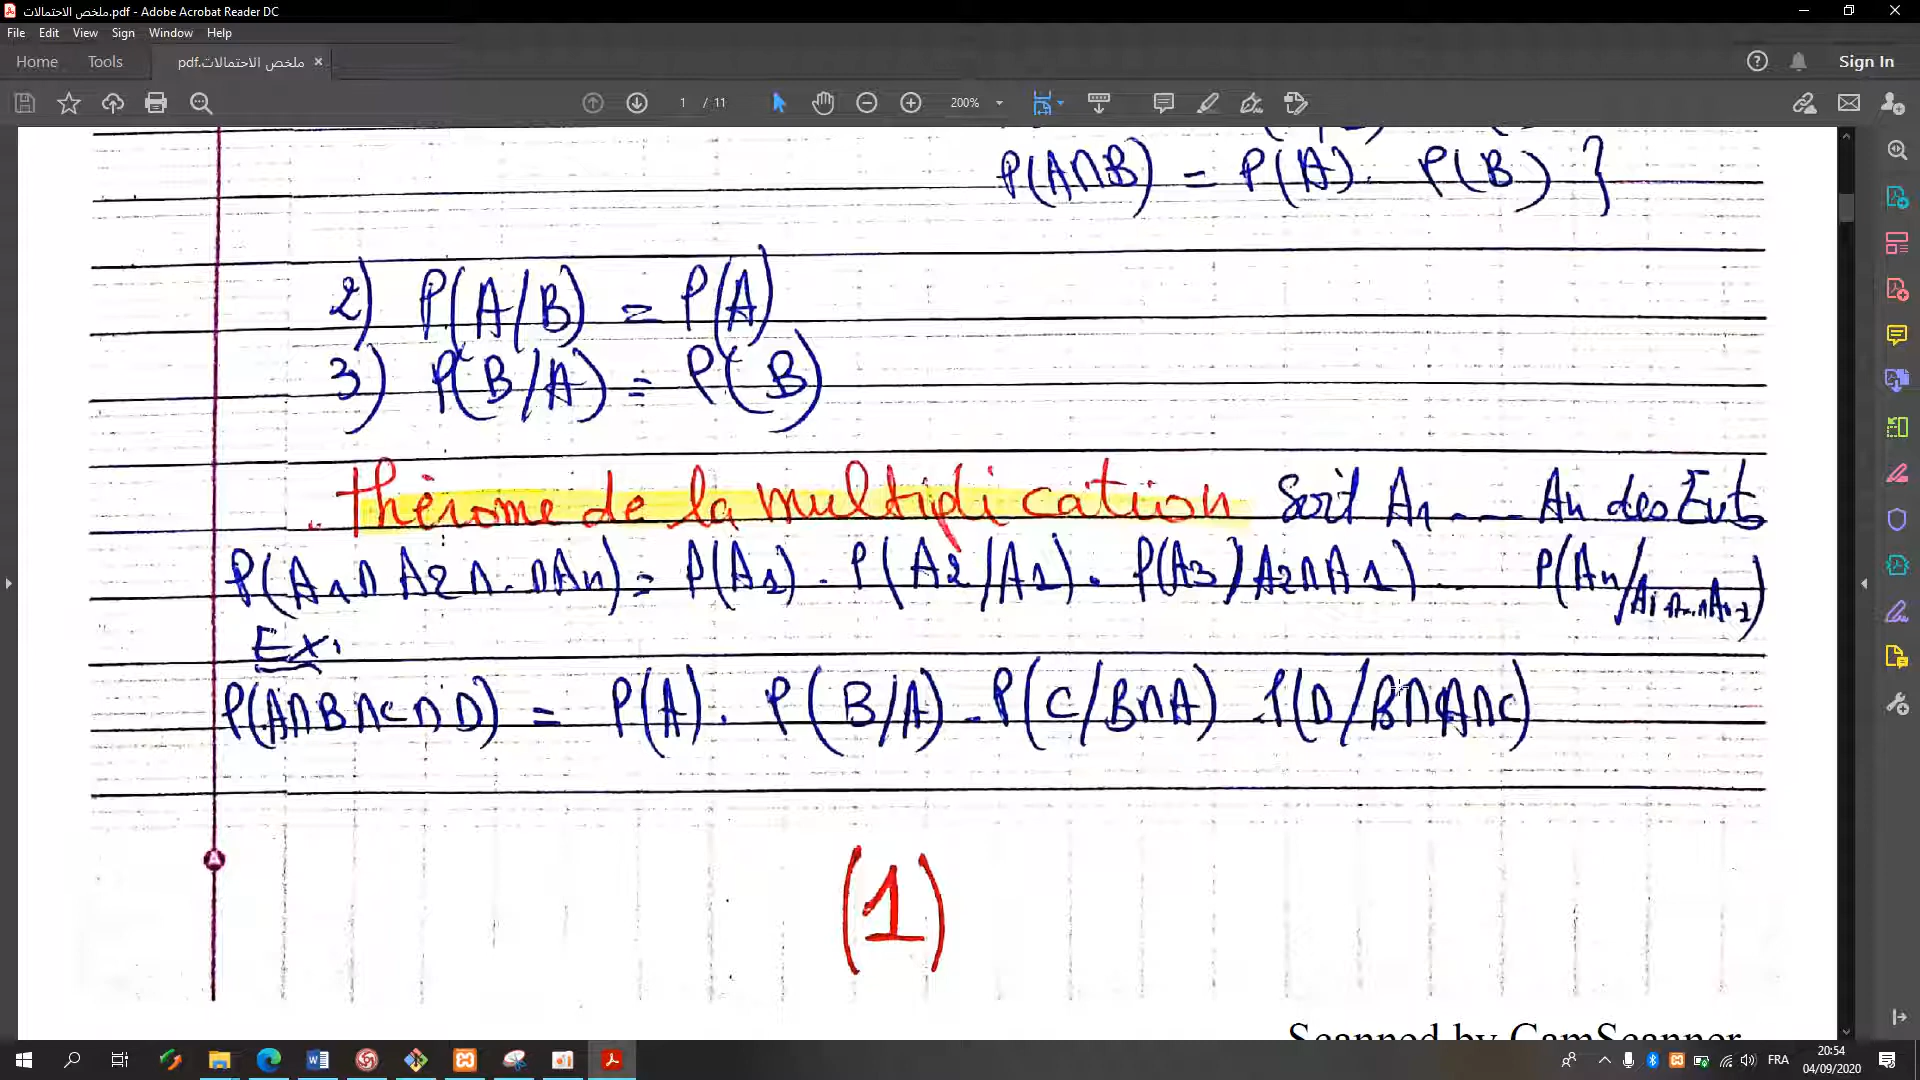 ملخص الاحتمالات.pdf - Adobe Acrobat Reader DC
File Edit View Sign Window Help
Home Tools ملخص الاحتمالات.pdf × Sign In
1 / 11 200%
P(A∩B) = P(A) . P(B) }
2) P(A/B) = P(A)
3) P(B/A) = P(B)
. thérome de la multiplication Soit A1 .... An des Evts
P(A1∩A2∩..∩An) = P(A1) . P(A2/A1) . P(A3)A2∩A1) . P(An/A1∩..∩An-1)
Ex.
P(A∩B∩C∩D) = P(A) . P(B/A) . P(C/B∩A) . P(D/B∩A∩C)
(1)
Scanned by CamScanner
FRA
20:54
04/09/2020